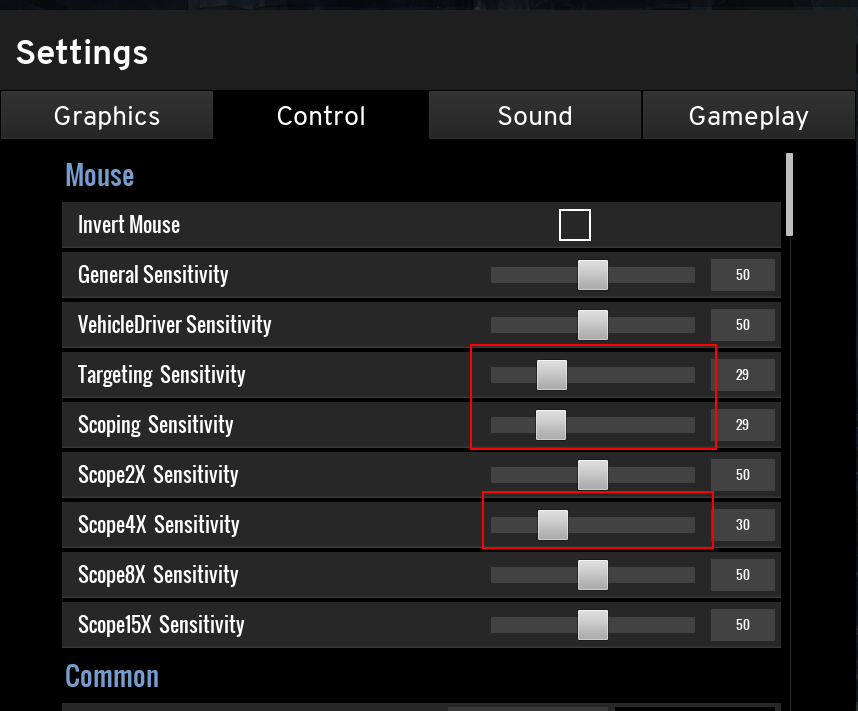 Settings
Graphics Control Sound Gameplay
Mouse
Invert Mouse
General Sensitivity 50
VehicleDriver Sensitivity 50
Targeting Sensitivity 29
Scoping Sensitivity 29
Scope2X Sensitivity 50
Scope4X Sensitivity 30
Scope8X Sensitivity 50
Scope15X Sensitivity 50
Common